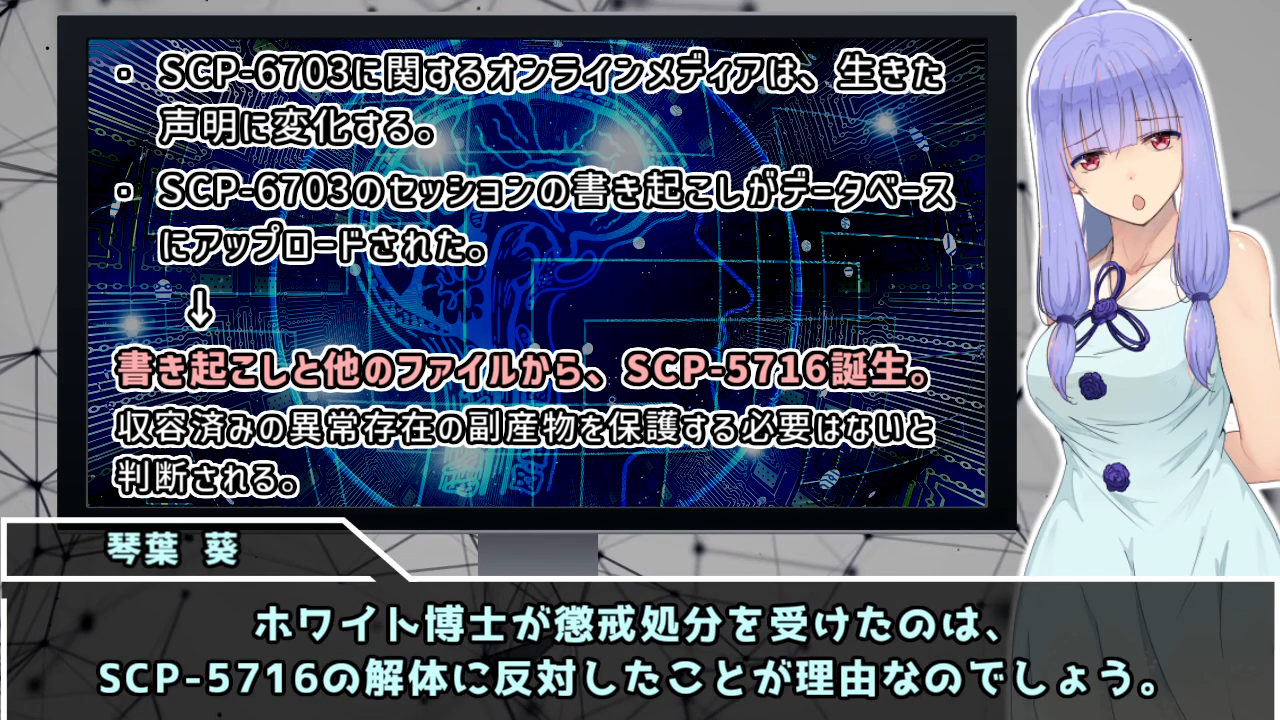 • SCP-6703に関するオンラインメディアは、生きた
声明に変化する。
• SCP-6703のセッションの書き起こしがデータベース
にアップロードされた。
↓
書き起こしと他のファイルから、SCP-5716誕生。
収容済みの異常存在の副産物を保護する必要はないと
判断される。
琴葉 葵
ホワイト博士が懲戒処分を受けたのは、
SCP-5716の解体に反対したことが理由なのでしょう。